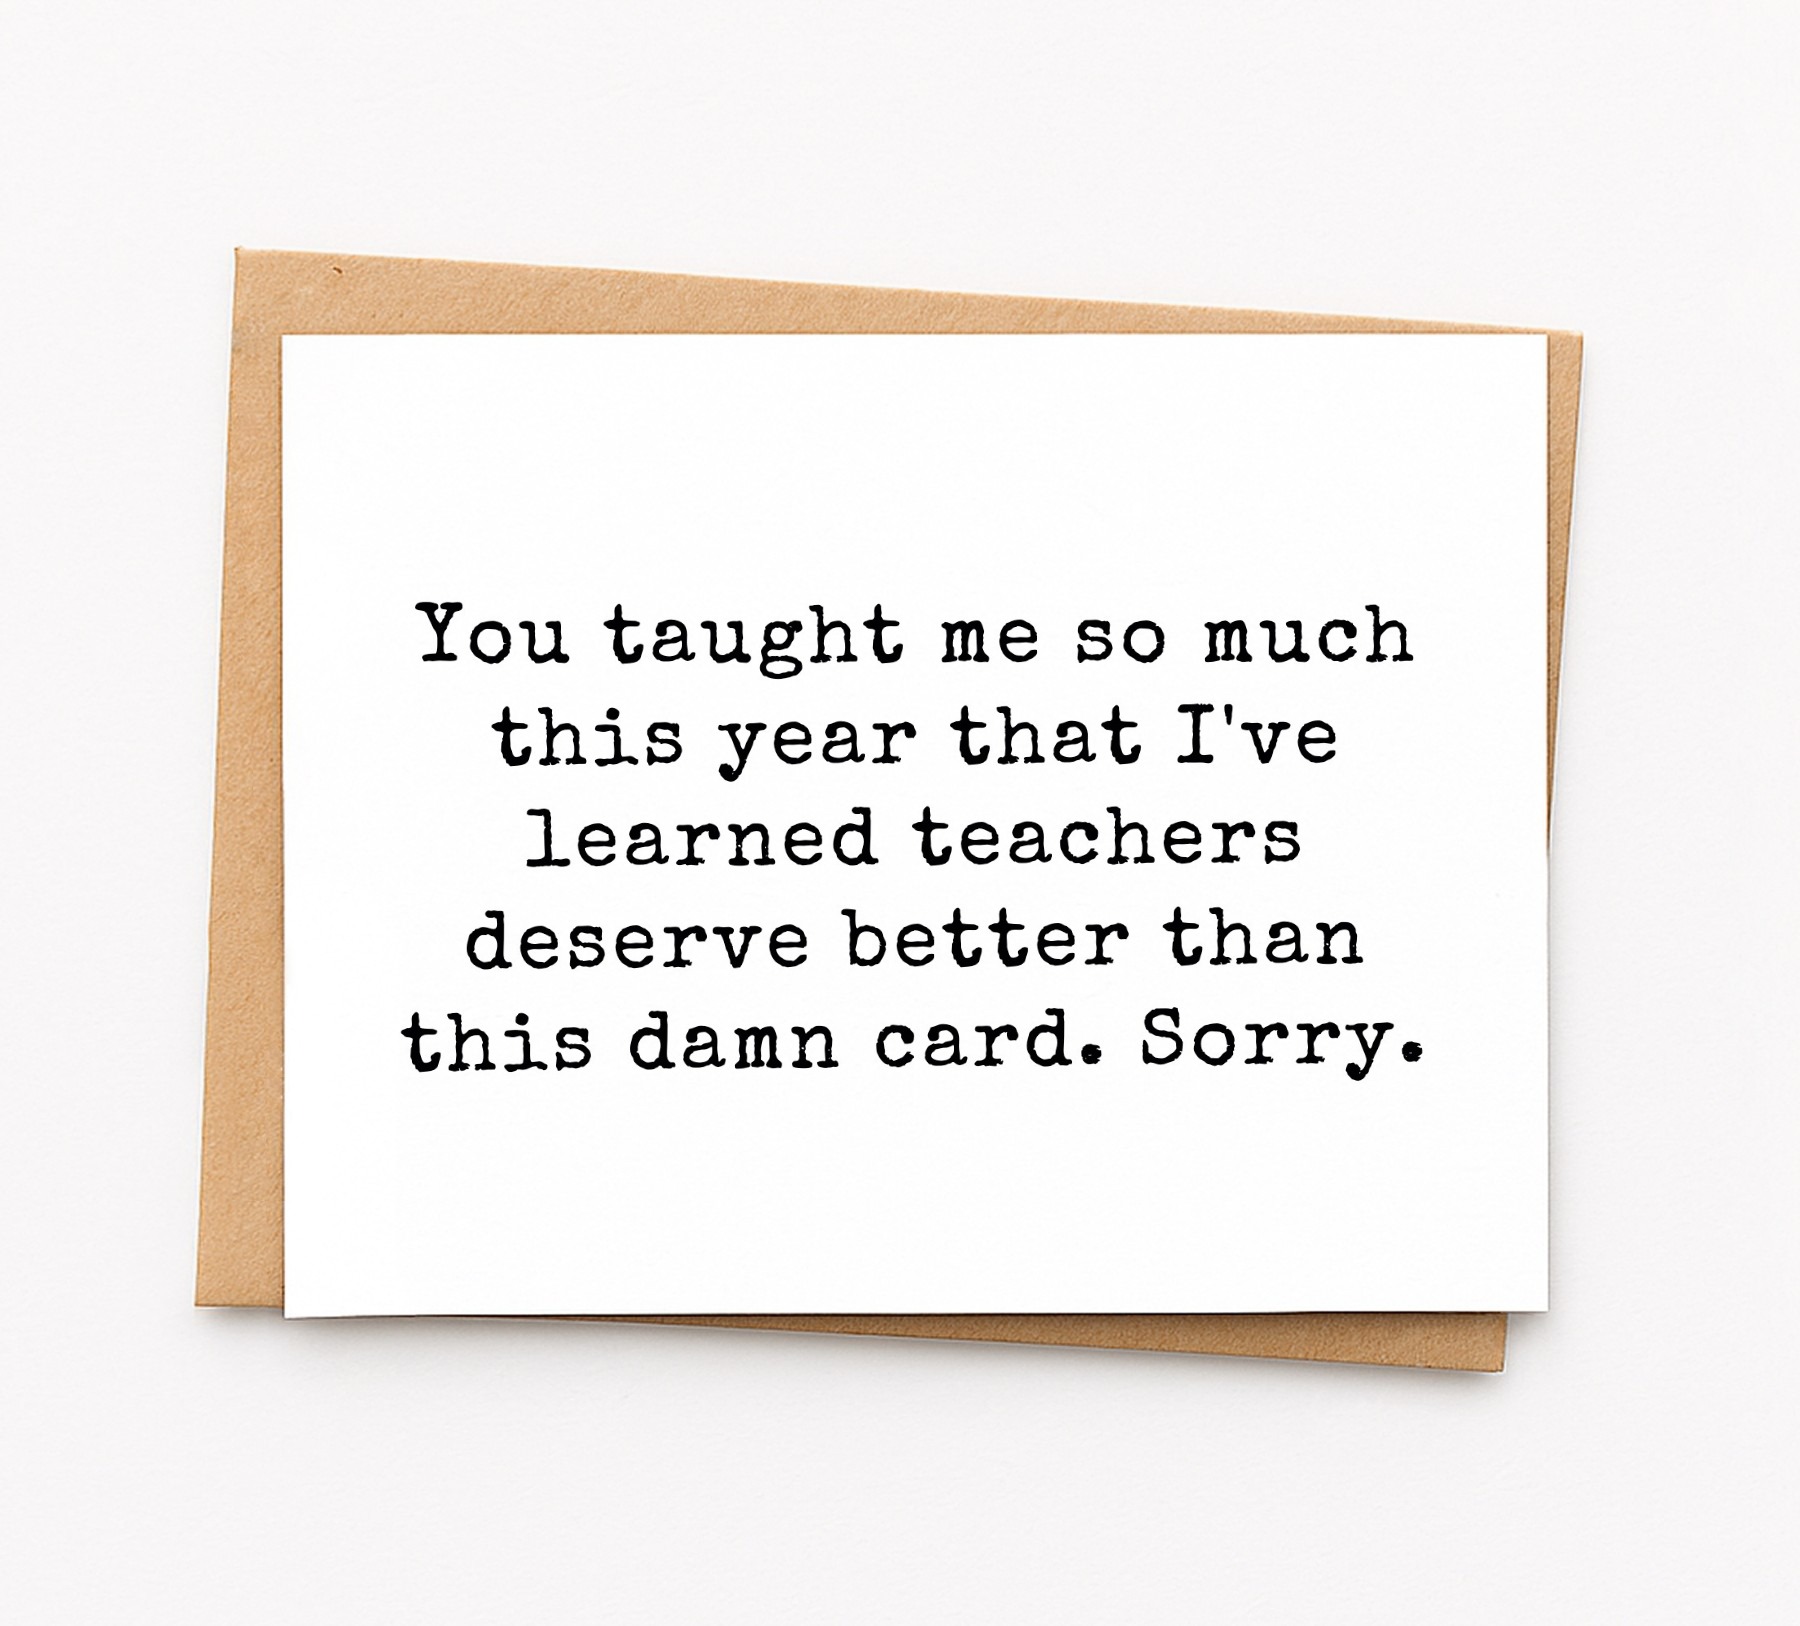 You taught me so much
this year that I've
learned teachers
deserve better than
this damn card. Sorry.